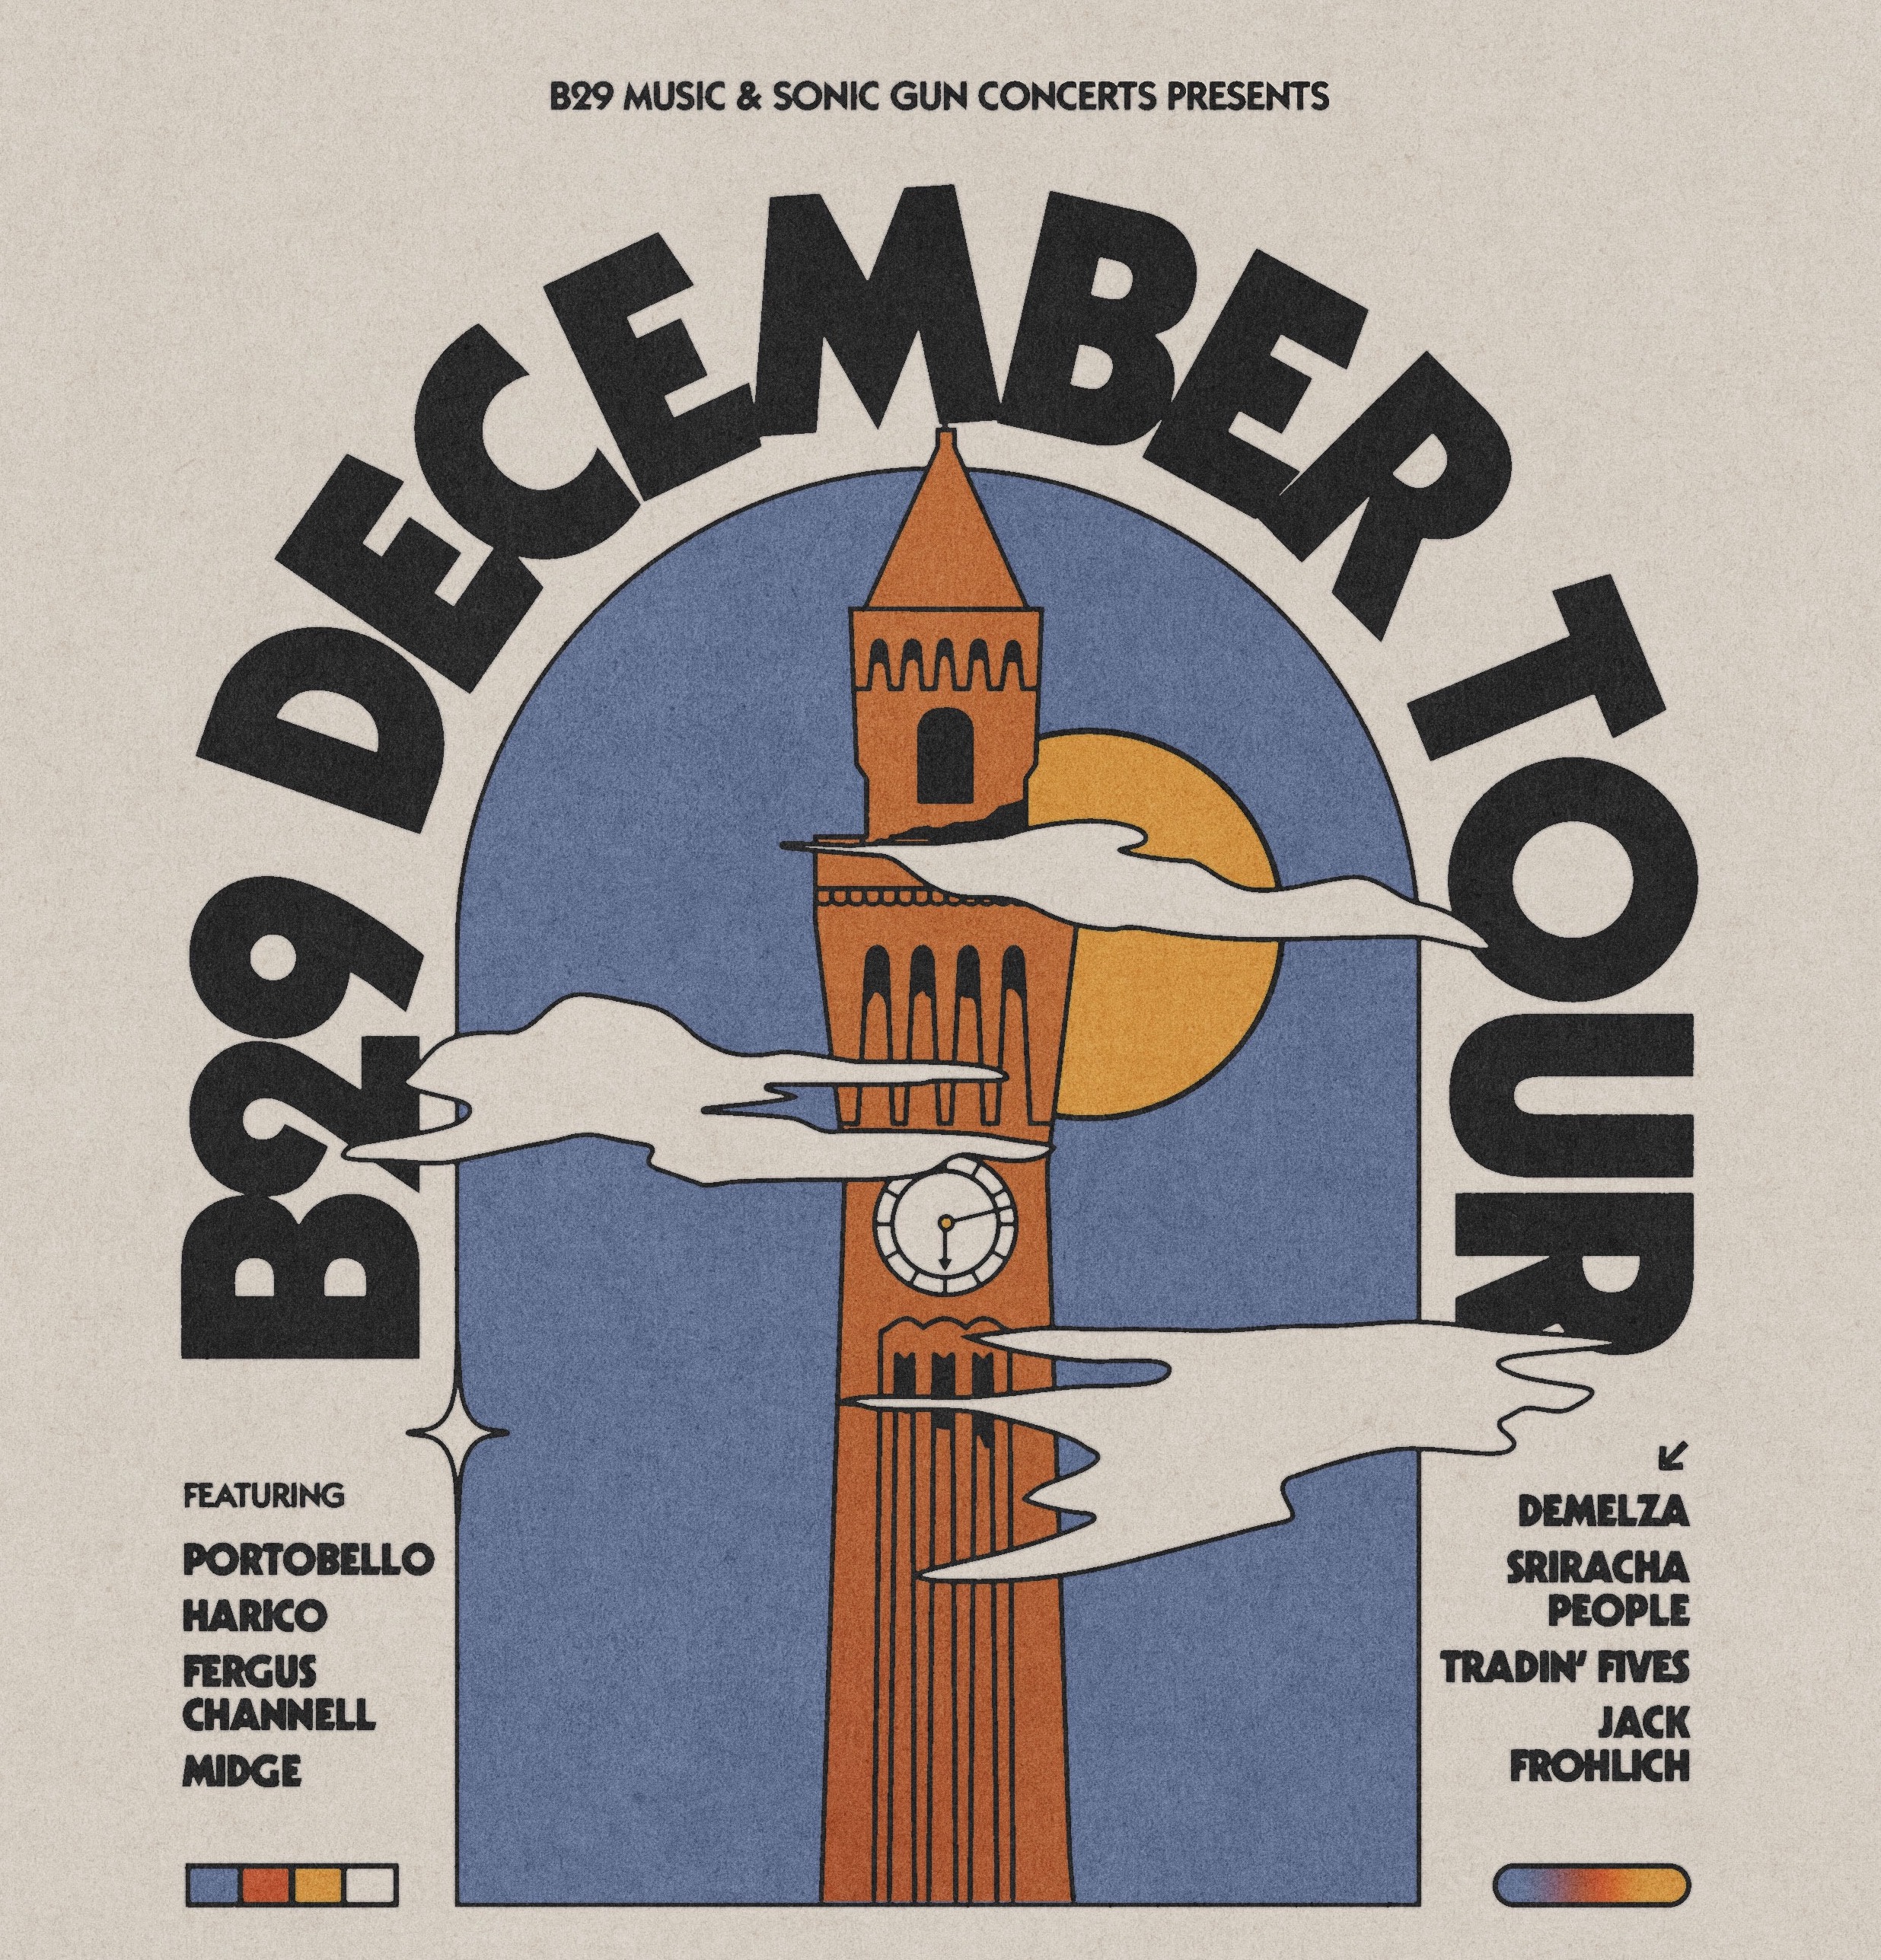 B29 MUSIC & SONIC GUN CONCERTS PRESENTS
B29 DECEMBER TOUR
FEATURING
PORTOBELLO
HARICO
FERGUS
CHANNELL
MIDGE
DEMELZA
SRIRACHA
PEOPLE
TRADIN' FIVES
JACK
FROHLICH